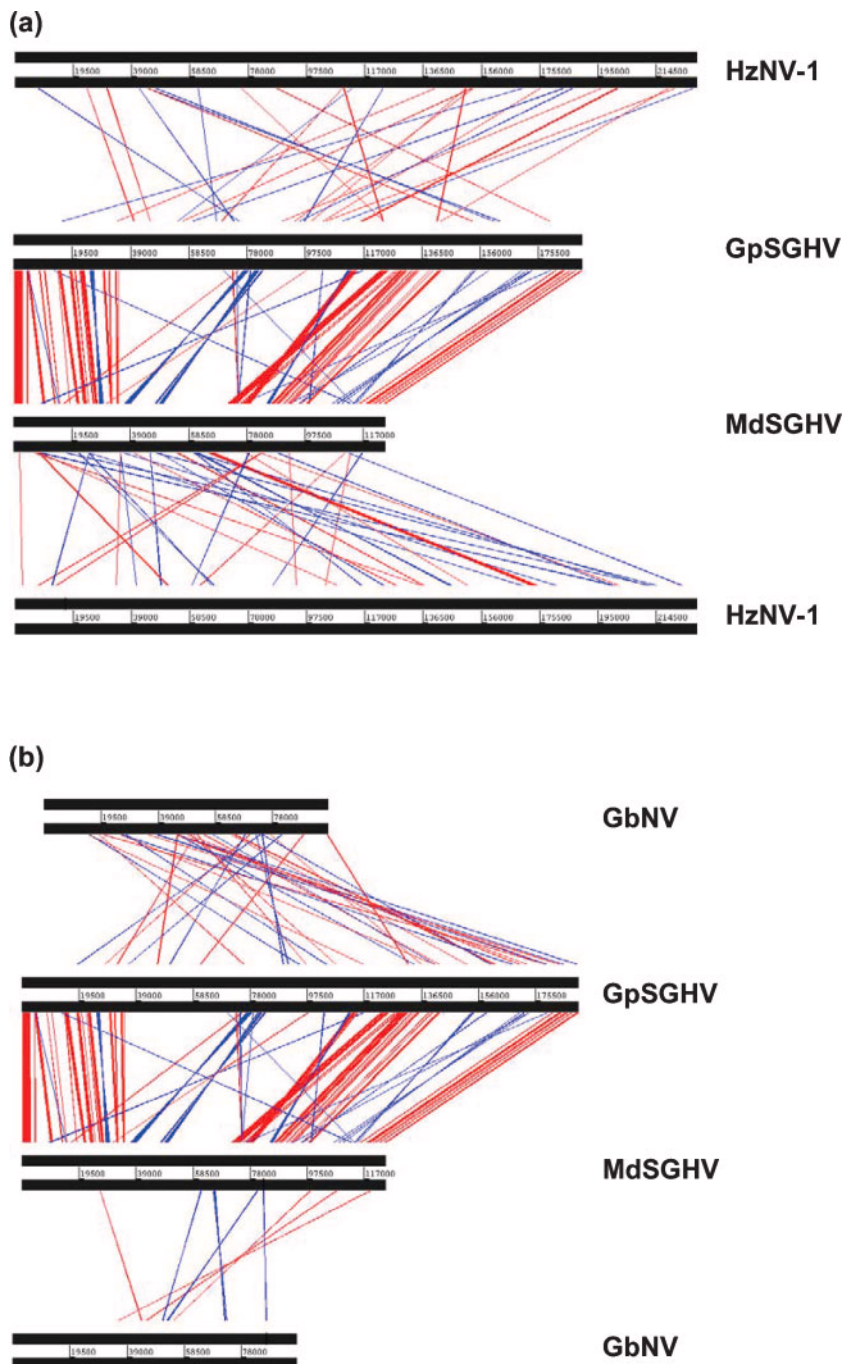 (a)
19500 39000 58500 78000 97500 117000 136500 156000 175500 195000 214500
HzNV-1
19500 39000 58500 78000 97500 117000 136500 156000 175500
GpSGHV
19500 39000 58500 78000 97500 117000
MdSGHV
19500 39000 58500 78000 97500 117000 136500 156000 175500 195000 214500
HzNV-1
(b)
19500 39000 58500 78000
GbNV
19500 39000 58500 78000 97500 117000 136500 156000 175500
GpSGHV
19500 39000 58500 78000 97500 117000
MdSGHV
19500 39000 58500 78000
GbNV